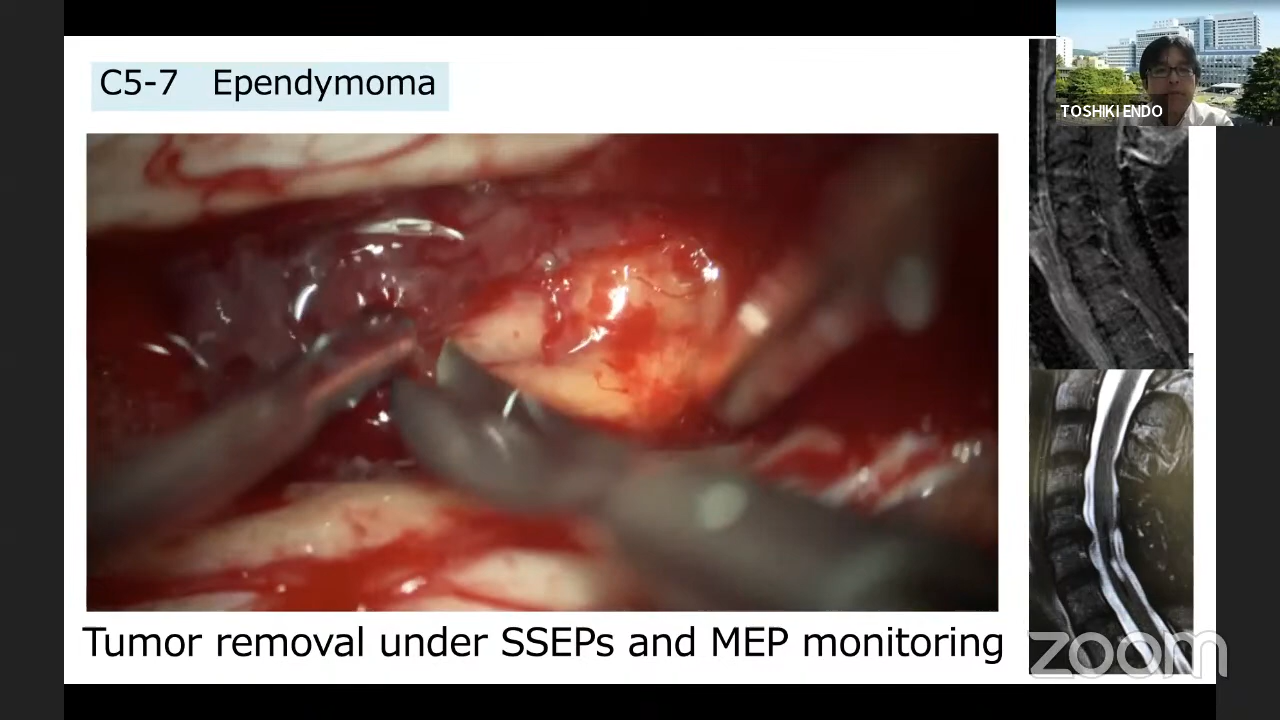 C5-7 Ependymoma
TOSHIKI ENDO
Tumor removal under SSEPs and MEP monitoring
zoom